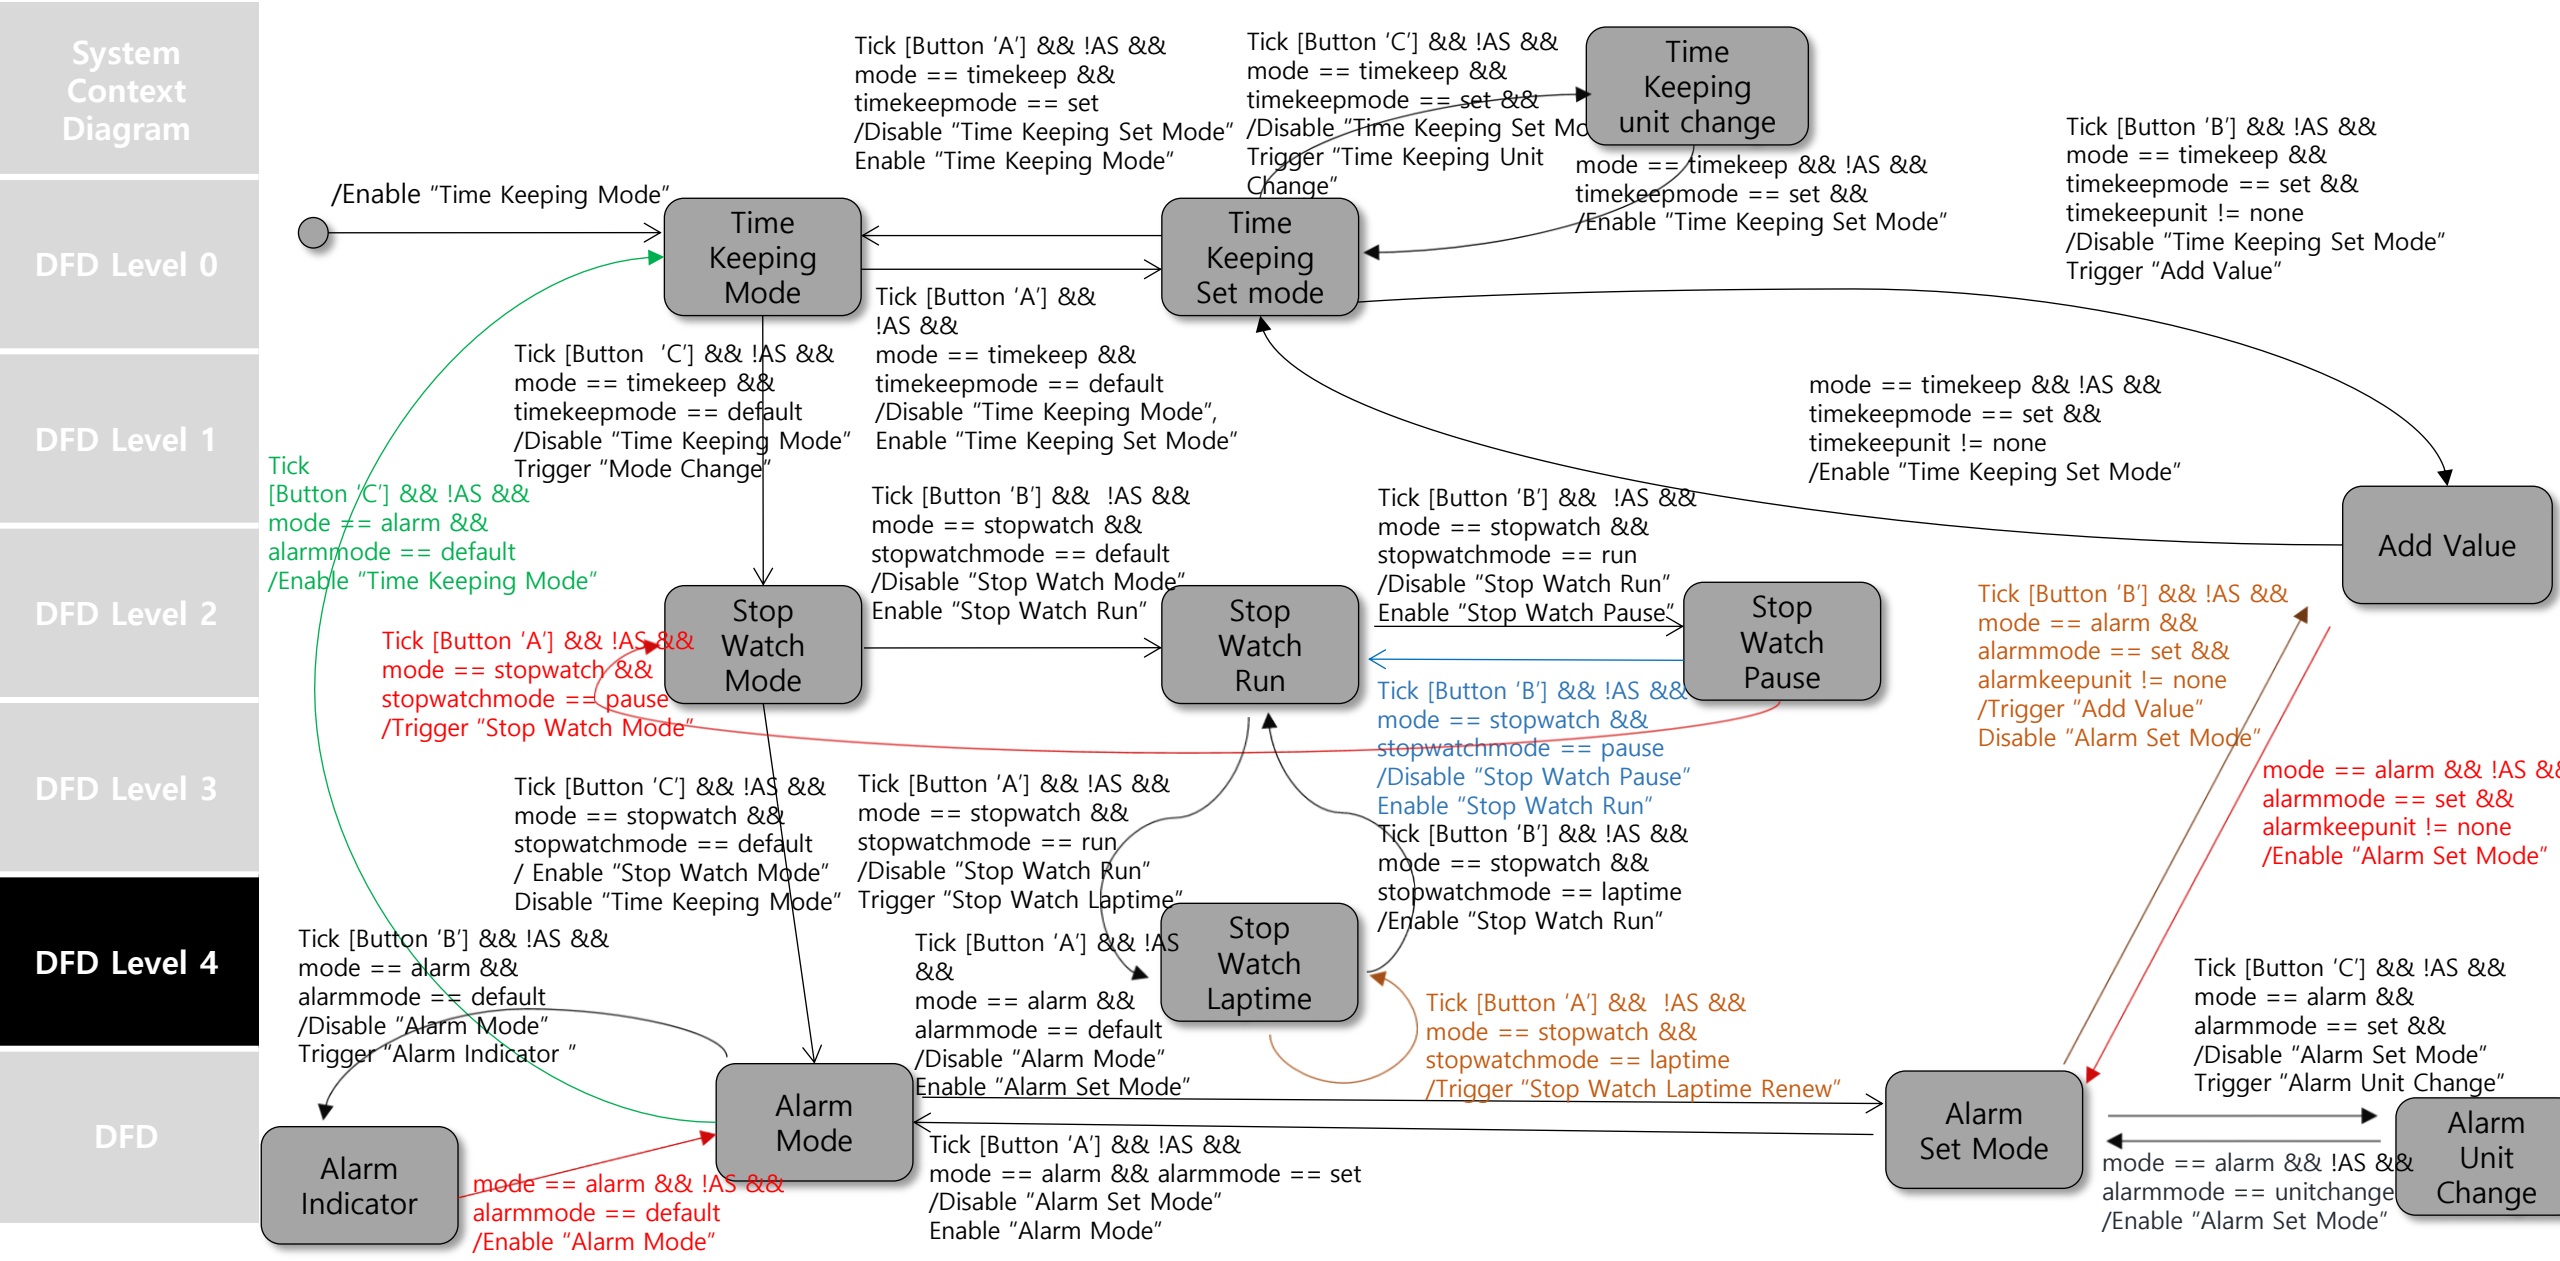 System
Context
Diagram
DFD Level 0
DFD Level 1
DFD Level 2
DFD Level 3
DFD Level 4
DFD
/Enable “Time Keeping Mode”
Time
Keeping
Mode
Tick [Button ‘A’] && !AS &&
mode == timekeep &&
timekeepmode == set
/Disable “Time Keeping Set Mode”
Enable “Time Keeping Mode”
Tick [Button ‘C’] && !AS &&
mode == timekeep &&
timekeepmode == set &&
/Disable “Time Keeping Set Mo
Trigger “Time Keeping Unit
Change”
Time
Keeping
unit change
mode == timekeep && !AS &&
timekeepmode == set &&
/Enable “Time Keeping Set Mode”
Time
Keeping
Set mode
Tick [Button ‘B’] && !AS &&
mode == timekeep &&
timekeepmode == set &&
timekeepunit != none
/Disable “Time Keeping Set Mode”
Trigger “Add Value”
Tick [Button ‘A’] &&
!AS &&
mode == timekeep &&
timekeepmode == default
/Disable “Time Keeping Mode”,
Enable “Time Keeping Set Mode”
Tick [Button  ‘C’] && !AS &&
mode == timekeep &&
timekeepmode == default
/Disable “Time Keeping Mode”
Trigger “Mode Change”
mode == timekeep && !AS &&
timekeepmode == set &&
timekeepunit != none
/Enable “Time Keeping Set Mode”
Tick
[Button ‘C’] && !AS &&
mode == alarm &&
alarmmode == default
/Enable “Time Keeping Mode”
Tick [Button ‘B’] &&  !AS &&
mode == stopwatch &&
stopwatchmode == default
/Disable “Stop Watch Mode”
Enable “Stop Watch Run”
Tick [Button ‘B’] &&  !AS &&
mode == stopwatch &&
stopwatchmode == run
/Disable “Stop Watch Run”
Enable “Stop Watch Pause”
Add Value
Stop
Watch
Mode
Stop
Watch
Run
Stop
Watch
Pause
Tick [Button ‘A’] && !AS &&
mode == stopwatch &&
stopwatchmode == pause
/Trigger “Stop Watch Mode”
Tick [Button ‘B’] && !AS &&
mode == stopwatch &&
stopwatchmode == pause
/Disable “Stop Watch Pause”
Enable “Stop Watch Run”
Tick [Button ‘B’] && !AS &&
mode == alarm &&
alarmmode == set &&
alarmkeepunit != none
/Trigger “Add Value”
Disable “Alarm Set Mode”
mode == alarm && !AS &&
alarmmode == set &&
alarmkeepunit != none
/Enable “Alarm Set Mode”
Tick [Button ‘C’] && !AS &&
mode == stopwatch &&
stopwatchmode == default
/ Enable “Stop Watch Mode”
Disable “Time Keeping Mode”
Tick [Button ‘A’] && !AS &&
mode == stopwatch &&
stopwatchmode == run
/Disable “Stop Watch Run”
Trigger “Stop Watch Laptime”
Tick [Button ‘B’] && !AS &&
mode == stopwatch &&
stopwatchmode == laptime
/Enable “Stop Watch Run”
Stop
Watch
Laptime
Tick [Button ‘B’] && !AS &&
mode == alarm &&
alarmmode == default
/Disable “Alarm Mode”
Trigger “Alarm Indicator ”
Tick [Button ‘A’] && !AS
&&
mode == alarm &&
alarmmode == default
/Disable “Alarm Mode”
Enable “Alarm Set Mode”
Tick [Button ‘A’] &&  !AS &&
mode == stopwatch &&
stopwatchmode == laptime
/Trigger “Stop Watch Laptime Renew”
Tick [Button ‘C’] && !AS &&
mode == alarm &&
alarmmode == set &&
/Disable “Alarm Set Mode”
Trigger “Alarm Unit Change”
Alarm
Mode
Alarm
Set Mode
Alarm
Unit
Change
Alarm
Indicator
mode == alarm && !AS &&
alarmmode == default
/Enable “Alarm Mode”
Tick [Button ‘A’] && !AS &&
mode == alarm && alarmmode == set
/Disable “Alarm Set Mode”
Enable “Alarm Mode”
mode == alarm && !AS &&
alarmmode == unitchange
/Enable “Alarm Set Mode”